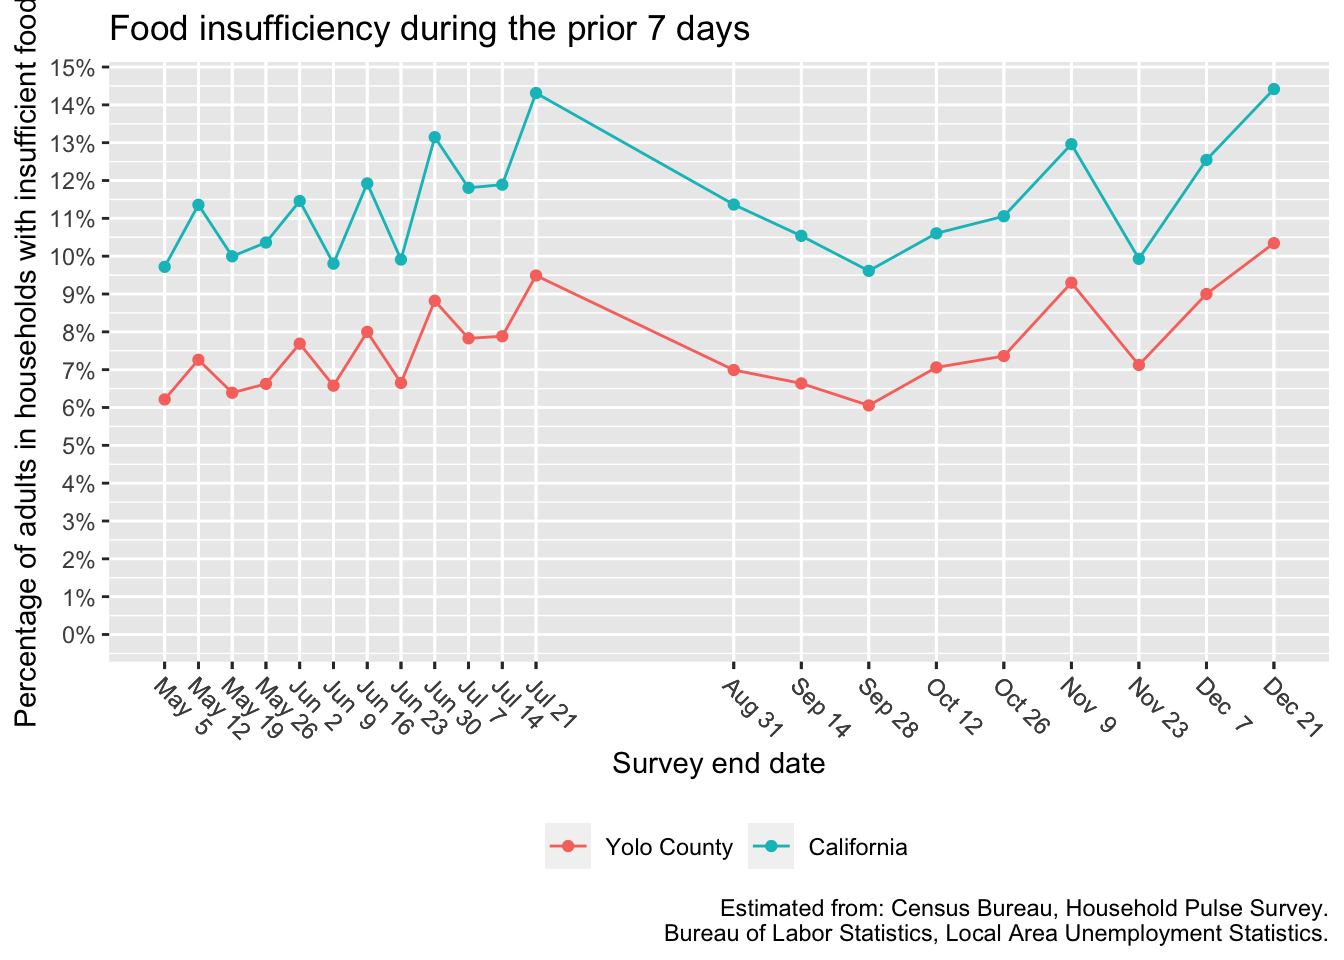 Food insufficiency during the prior 7 days
Percentage of adults in households with insufficient food
15%
14%
13%
12%
11%
10%
9%
8%
7%
6%
5%
4%
3%
2%
1%
0%
May 5
May 12
May 19
May 26
Jun 2
Jun 9
Jun 16
Jun 23
Jun 30
Jul 7
Jul 14
Jul 21
Aug 31
Sep 14
Sep 28
Oct 12
Oct 26
Nov 9
Nov 23
Dec 7
Dec 21
Survey end date
Yolo County
California
Estimated from: Census Bureau, Household Pulse Survey.
Bureau of Labor Statistics, Local Area Unemployment Statistics.